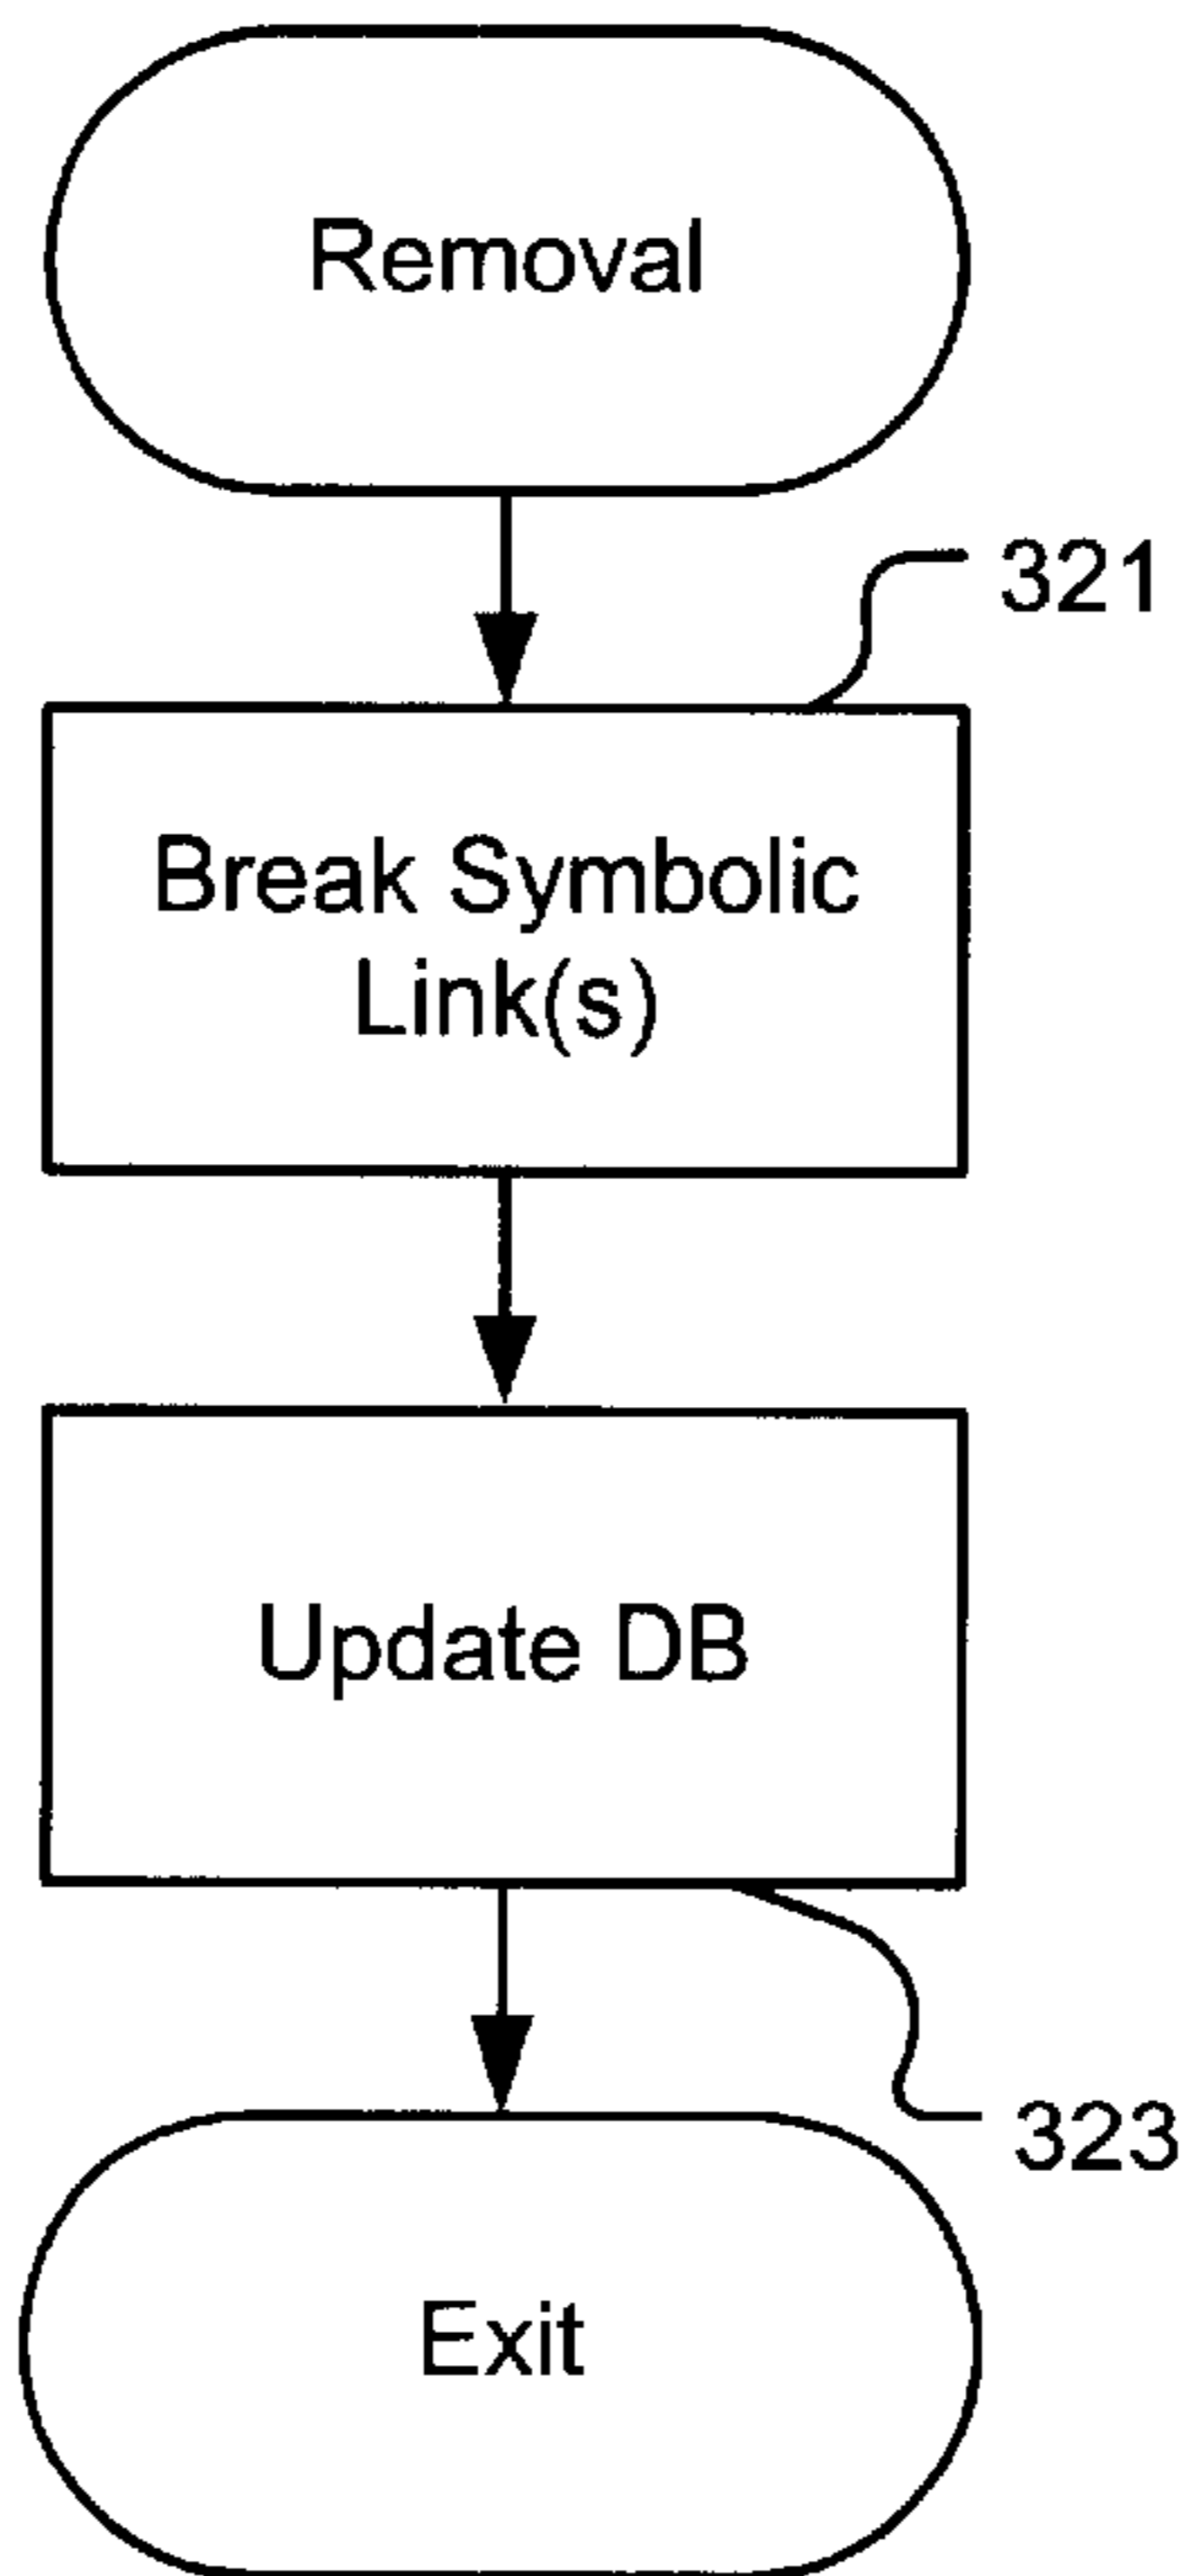 Removal
321
Break Symbolic
Link(s)
Update DB
323
Exit